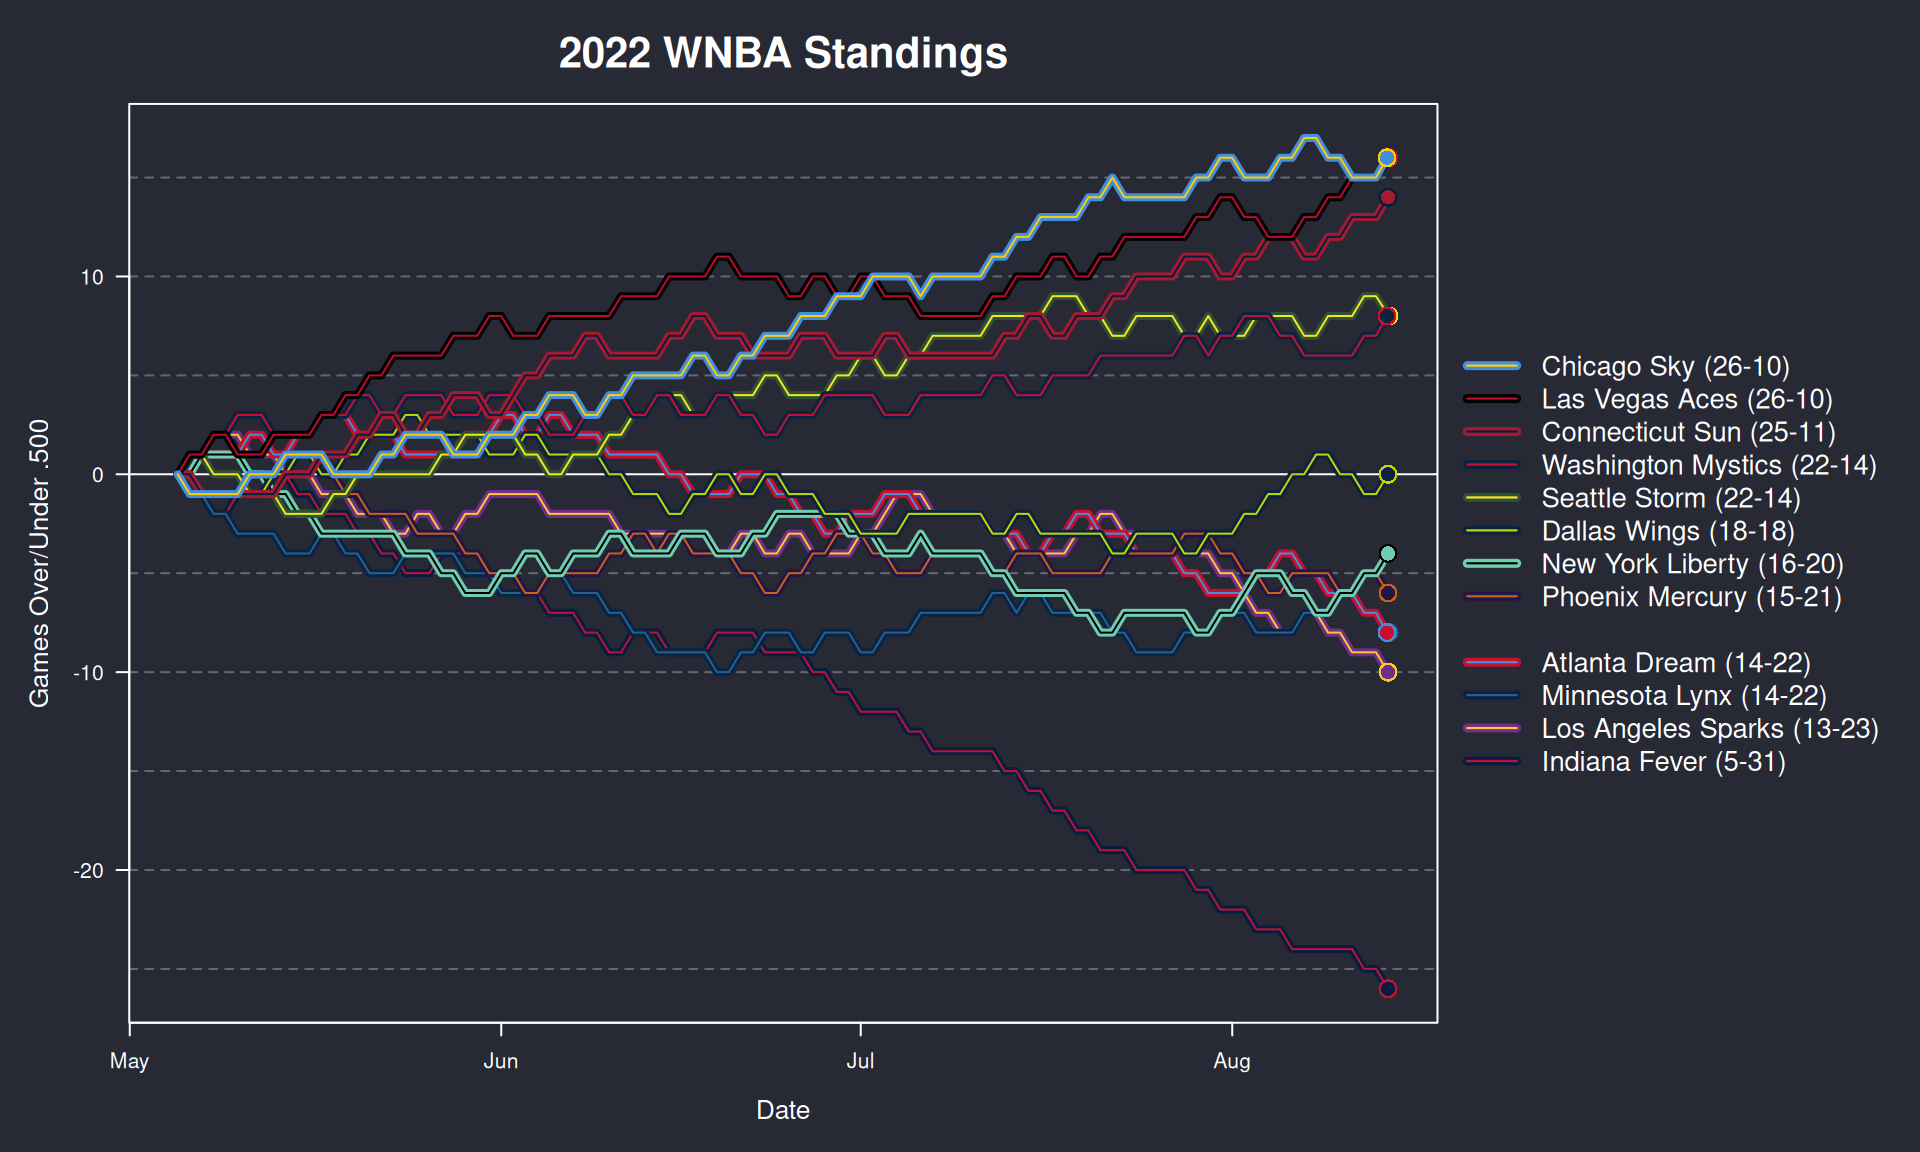 2022 WNBA Standings
Games Over/Under .500
10
0
-10
-20
May
Jun
Jul
Aug
Date
Chicago Sky (26-10)
Las Vegas Aces (26-10)
Connecticut Sun (25-11)
Washington Mystics (22-14)
Seattle Storm (22-14)
Dallas Wings (18-18)
New York Liberty (16-20)
Phoenix Mercury (15-21)
Atlanta Dream (14-22)
Minnesota Lynx (14-22)
Los Angeles Sparks (13-23)
Indiana Fever (5-31)